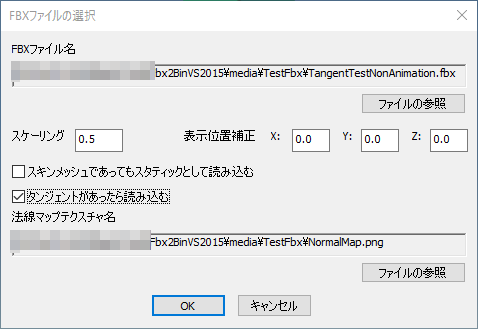 FBXファイルの選択
FBXファイル名
bx2BinVS2015¥media¥TestFbx¥TangentTestNonAnimation.fbx
ファイルの参照
スケーリング 0.5 表示位置補正 X: 0.0 Y: 0.0 Z: 0.0
スキンメッシュであってもスタティックとして読み込む
タンジェントがあったら読み込む
法線マップテクスチャ名
Fbx2BinVS2015¥media¥TestFbx¥NormalMap.png
ファイルの参照
OK キャンセル